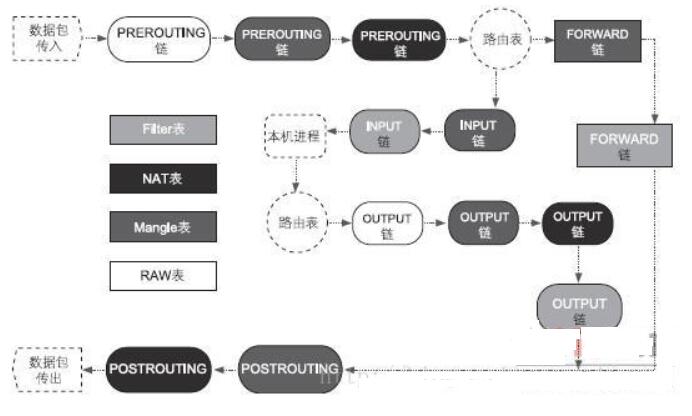 数据包
传入
PREROUTING
链
PREROUTING
链
PREROUTING
链
路由表
FORWARD
链
Filter表
本机进程
INPUT
链
INPUT
链
FORWARD
链
NAT表
Mangle表
路由表
OUTPUT
链
OUTPUT
链
OUTPUT
链
RAW表
OUTPUT
链
数据包
传出
POSTROUTING
POSTROUTING